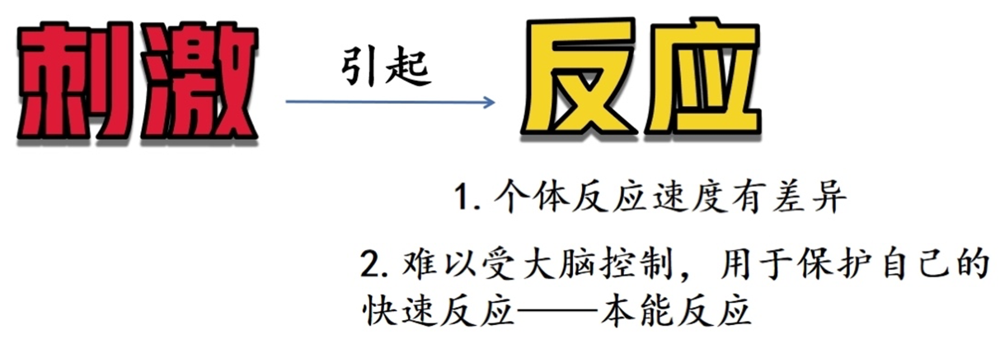 刺激
引起
反应
1.个体反应速度有差异
2.难以受大脑控制，用于保护自己的
快速反应——本能反应